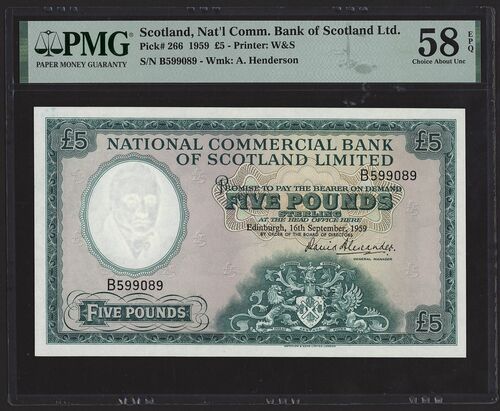 PMG
PAPER MONEY GUARANTY
Scotland, Nat'l Comm. Bank of Scotland Ltd.
Pick# 266 1959 £5 - Printer: W&S
S/N B599089 - Wmk: A. Henderson
58
EPQ
Choice About Unc
£5
£5
NATIONAL COMMERCIAL BANK
OF SCOTLAND LIMITED
B599089
PROMISE TO PAY THE BEARER ON DEMAND
FIVE POUNDS
STERLING
AT THE HEAD OFFICE HERE
Edinburgh, 16th September, 1959
BY ORDER OF THE BOARD OF DIRECTORS
David Alexander
GENERAL MANAGER
B599089
FIVE POUNDS
£5